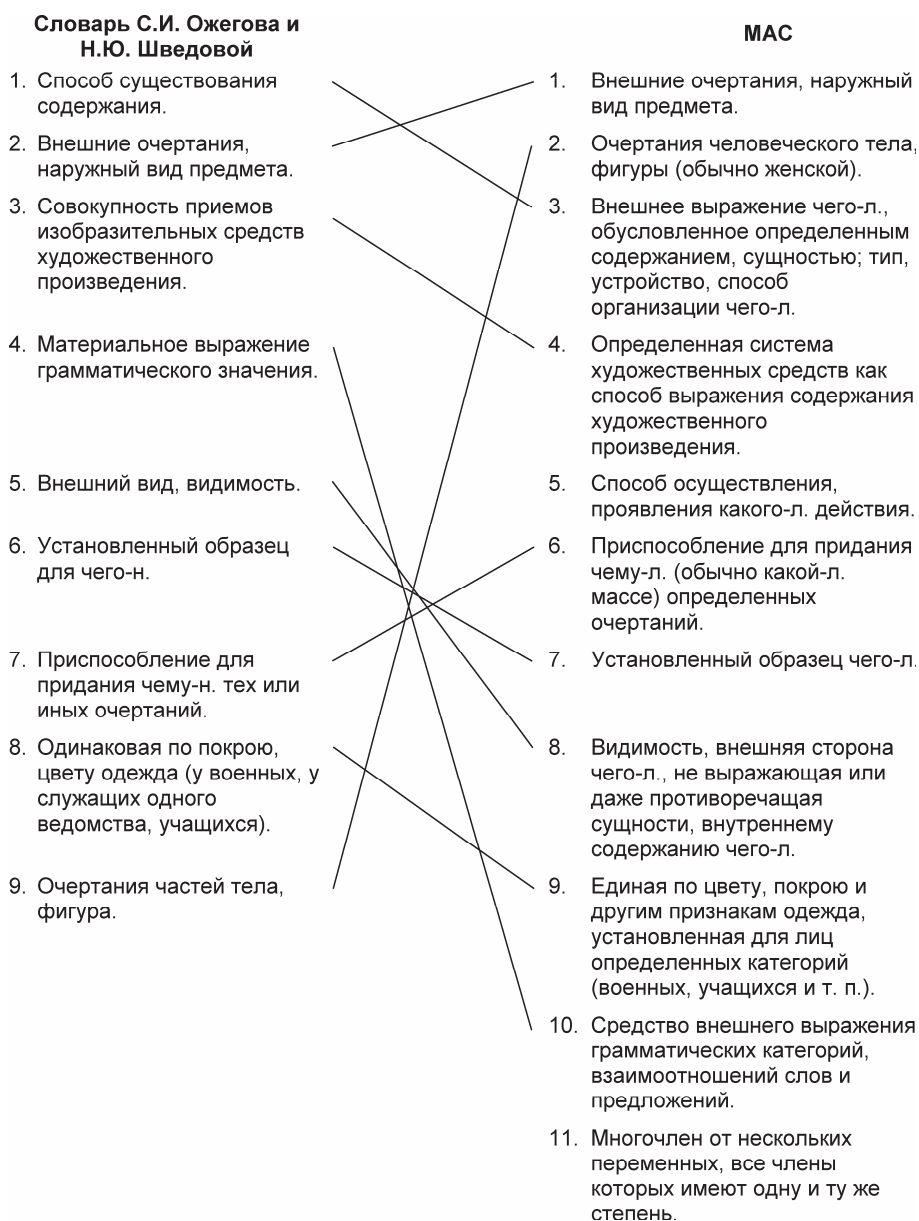 Словарь С.И. Ожегова и
Н.Ю. Шведовой
1. Способ существования
содержания.
2. Внешние очертания,
наружный вид предмета.
3. Совокупность приемов
изобразительных средств
художественного
произведения.
4. Материальное выражение
грамматического значения.
5. Внешний вид, видимость.
6. Установленный образец
для чего-н.
7. Приспособление для
придания чему-н. тех или
иных очертаний.
8. Одинаковая по покрою,
цвету одежда (у военных, у
служащих одного
ведомства, учащихся).
9. Очертания частей тела,
фигура.
МАС
1. Внешние очертания, наружный
вид предмета.
2. Очертания человеческого тела,
фигуры (обычно женской).
3. Внешнее выражение чего-л.,
обусловленное определенным
содержанием, сущностью; тип,
устройство, способ
организации чего-л.
4. Определенная система
художественных средств как
способ выражения содержания
художественного
произведения.
5. Способ осуществления,
проявления какого-л. действия.
6. Приспособление для придания
чему-л. (обычно какой-л.
массе) определенных
очертаний.
7. Установленный образец чего-л.
8. Видимость, внешняя сторона
чего-л., не выражающая или
даже противоречащая
сущности, внутреннему
содержанию чего-л.
9. Единая по цвету, покрою и
другим признакам одежда,
установленная для лиц
определенных категорий
(военных, учащихся и т. п.).
10. Средство внешнего выражения
грамматических категорий,
взаимоотношений слов и
предложений.
11. Многочлен от нескольких
переменных, все члены
которых имеют одну и ту же
степень.